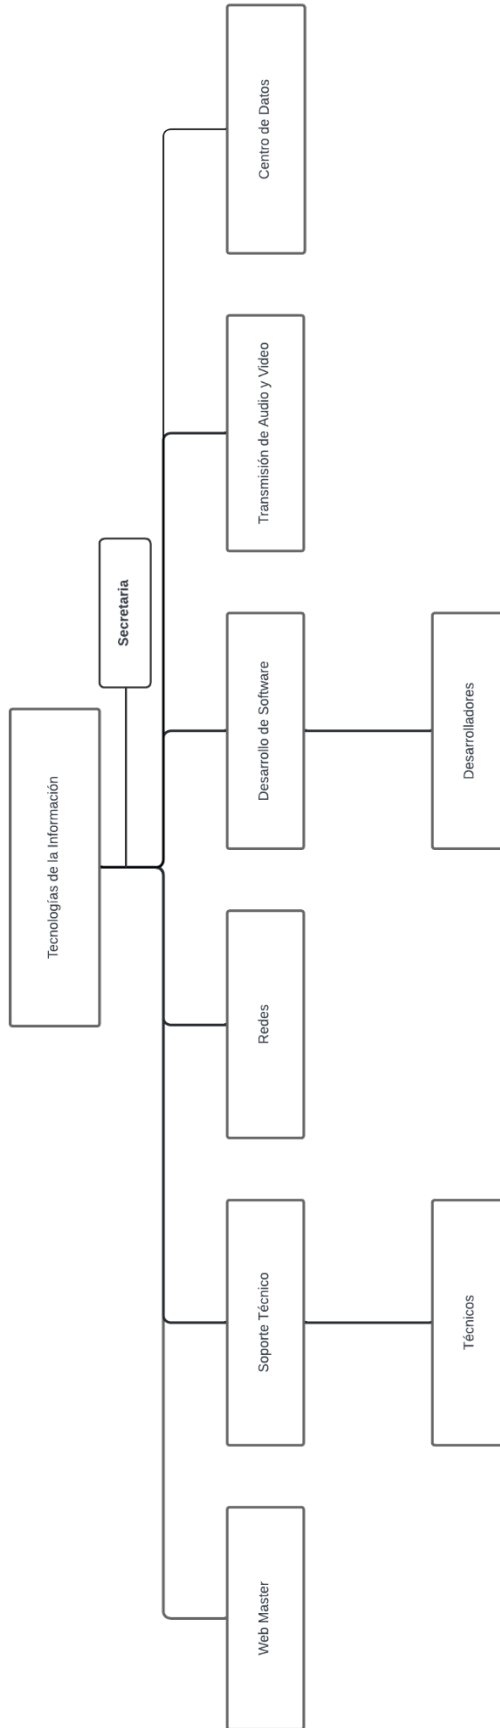 Tecnologías de la Información
Secretaria
Web Master
Soporte Técnico
Redes
Desarrollo de Software
Transmisión de Audio y Video
Centro de Datos
Técnicos
Desarrolladores